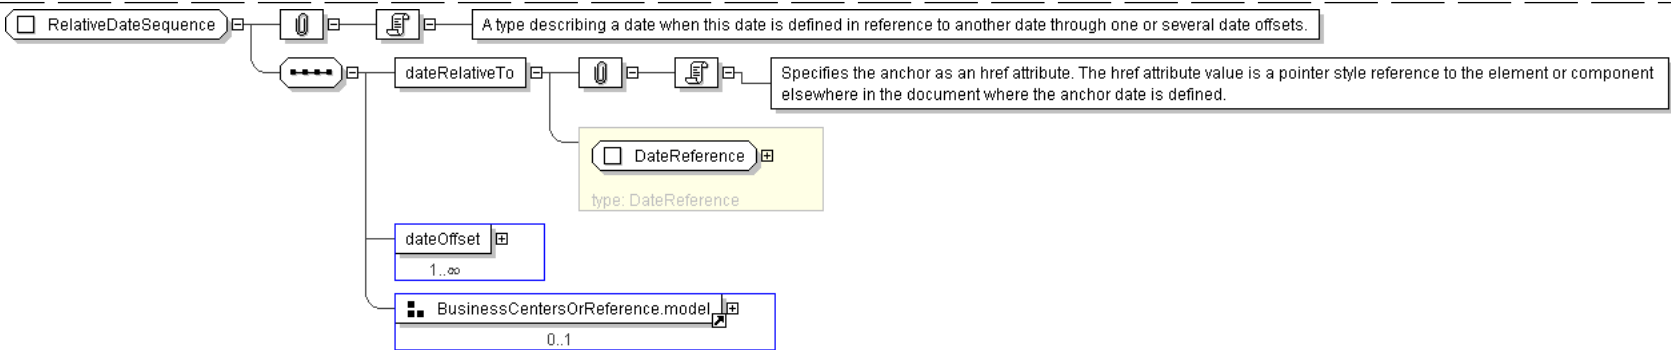 RelativeDateSequence
A type describing a date when this date is defined in reference to another date through one or several date offsets.
dateRelativeTo
Specifies the anchor as an href attribute. The href attribute value is a pointer style reference to the element or component
elsewhere in the document where the anchor date is defined.
DateReference
type: DateReference
dateOffset
1..∞
BusinessCentersOrReference.model
0..1